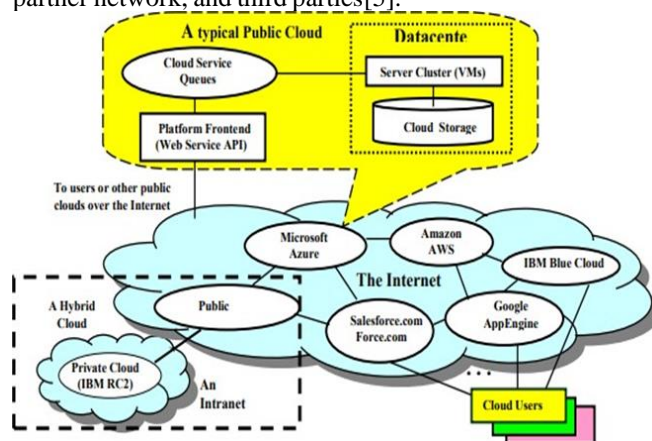 partner network, and third parties[5].
A typical Public Cloud
Datacente
Cloud Service
Queues
Server Cluster (VMs)
Platform Frontend
(Web Service API)
Cloud Storage
To users or other public
clouds over the Internet
Microsoft
Azure
Amazon
AWS
IBM Blue Cloud
The Internet
A Hybrid
Cloud
Public
Salesforce.com
Force.com
Google
AppEngine
Private Cloud
(IBM RC2)
An
Intranet
...
Cloud Users